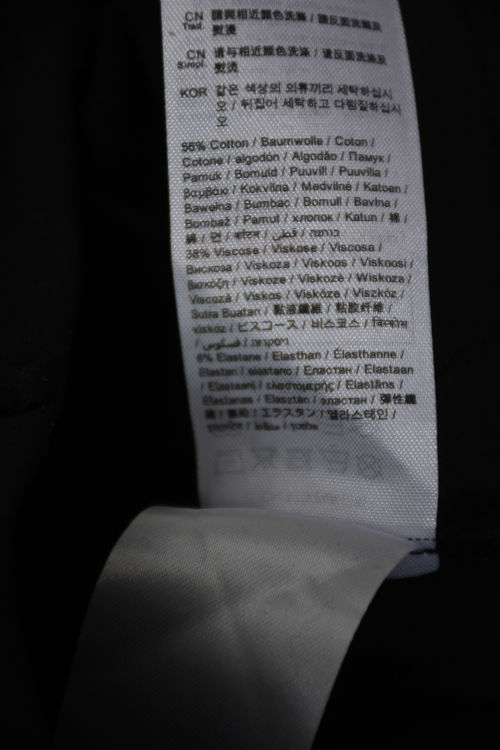 CN Trad. 請與相近顏色洗滌 / 請反面洗滌及
熨燙
CN Simpl. 请与相近颜色洗涤 / 请反面洗涤及
熨烫
KOR 같은 색상의 의류끼리 세탁하십시
오 / 뒤집어 세탁하고 다림질하십시
오
56% Cotton / Baumwolle / Coton /
Cotone / algodón / Algodão / Памук /
Pamuk / Bomuld / Puuvill / Puuvilla /
βαμβάκι / Kokvilna / Medvilnė / Katoen /
Bawełna / Bumbac / Bomull / Bavlna /
Bombaž / Pamut / хлопок / Katun / 棉 /
綿 / 면 / / قطن / כותנה
38% Viscose / Viskose / Viscosa /
Вискоза / Viskoza / Viskoos / Viskoosi /
βισκόζη / Viskoze / Viskozė / Wiskoza /
Viscoză / Viskos / Viskóza / Viszkóz /
Sutra Buatan / 黏液纖維 / 粘胶纤维 /
viskoz / ビスコース / 비스코스 /
/ فسكوس /
6% Elastane / Elasthan / Élasthanne /
Elastan / elastano / Еластан / Elastaan
/ Elastaani / ελαστομερής / Elastāns /
Elastanas / Elasztán / эластан / 彈性纖
/ エラスタン / 엘라스테인 /